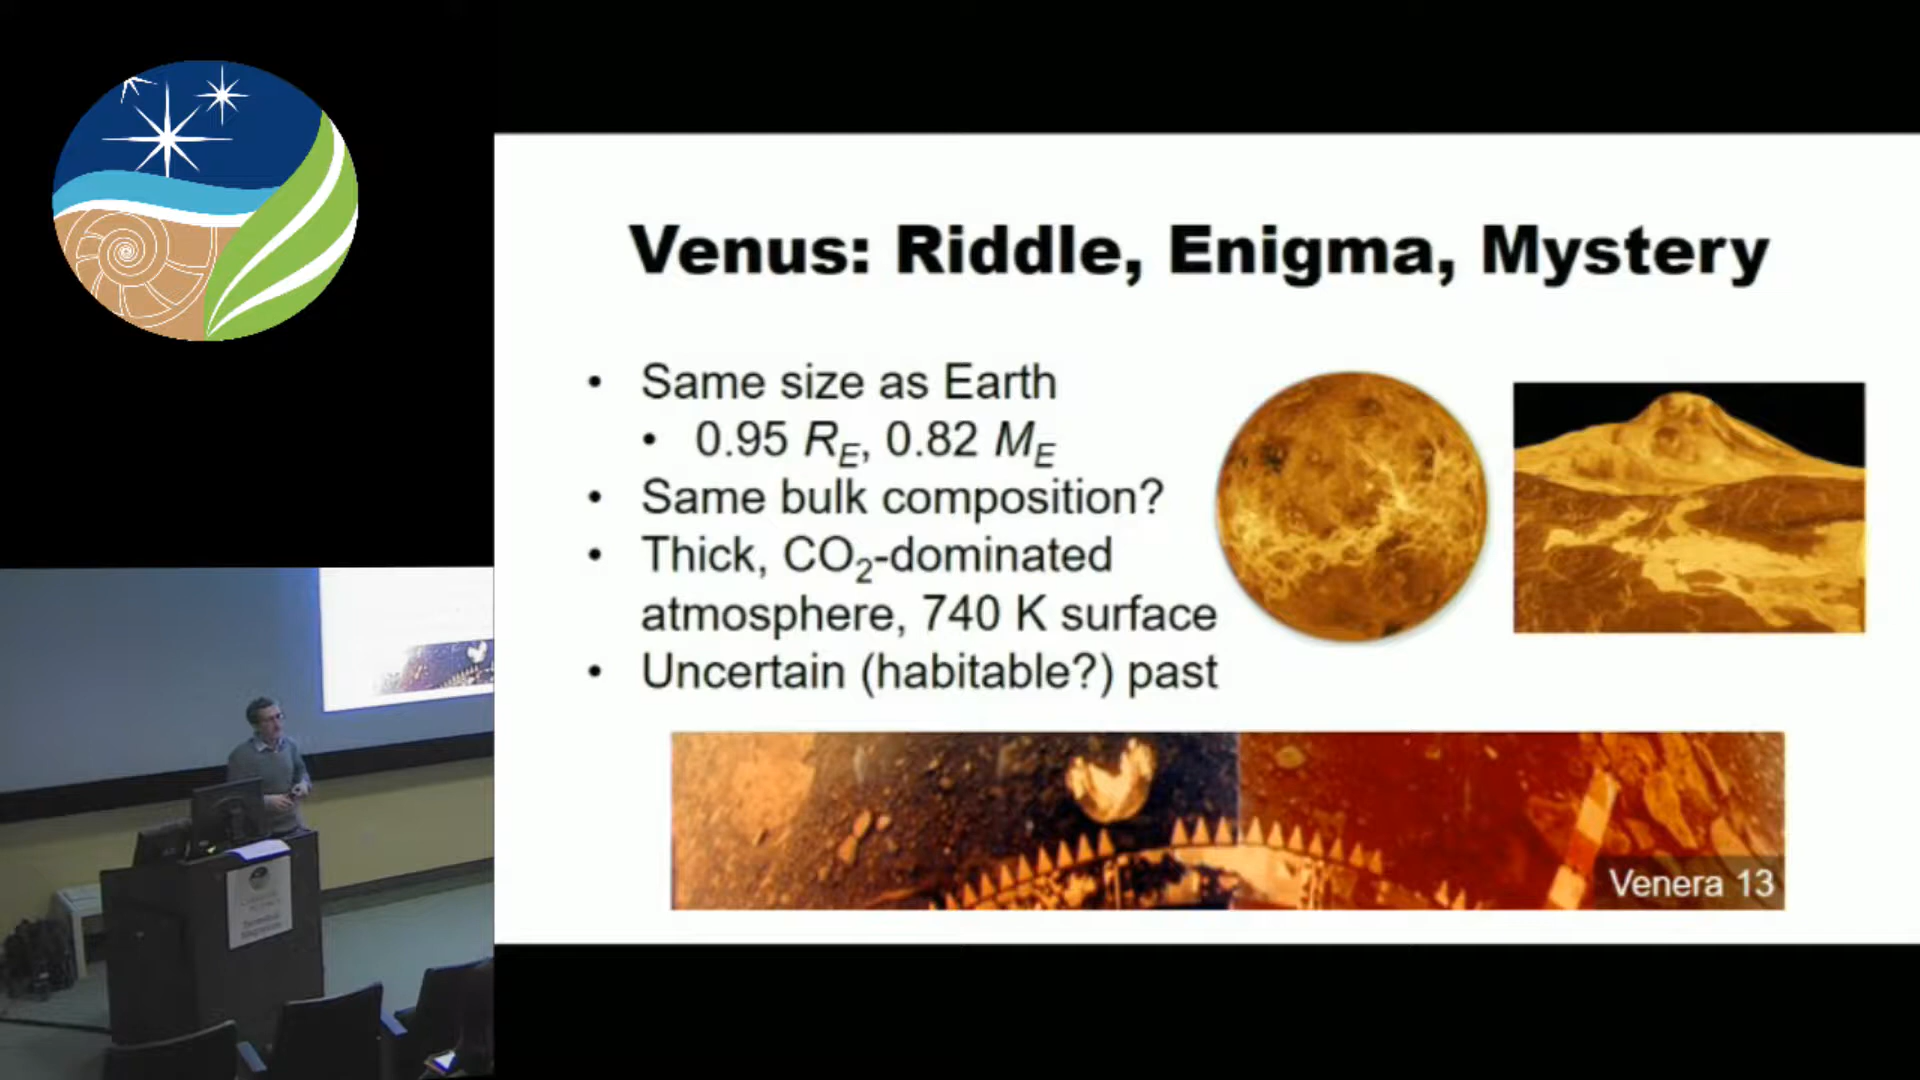 Venus: Riddle, Enigma, Mystery
• Same size as Earth
• 0.95 R_E, 0.82 M_E
• Same bulk composition?
• Thick, CO₂-dominated
atmosphere, 740 K surface
• Uncertain (habitable?) past
Venera 13